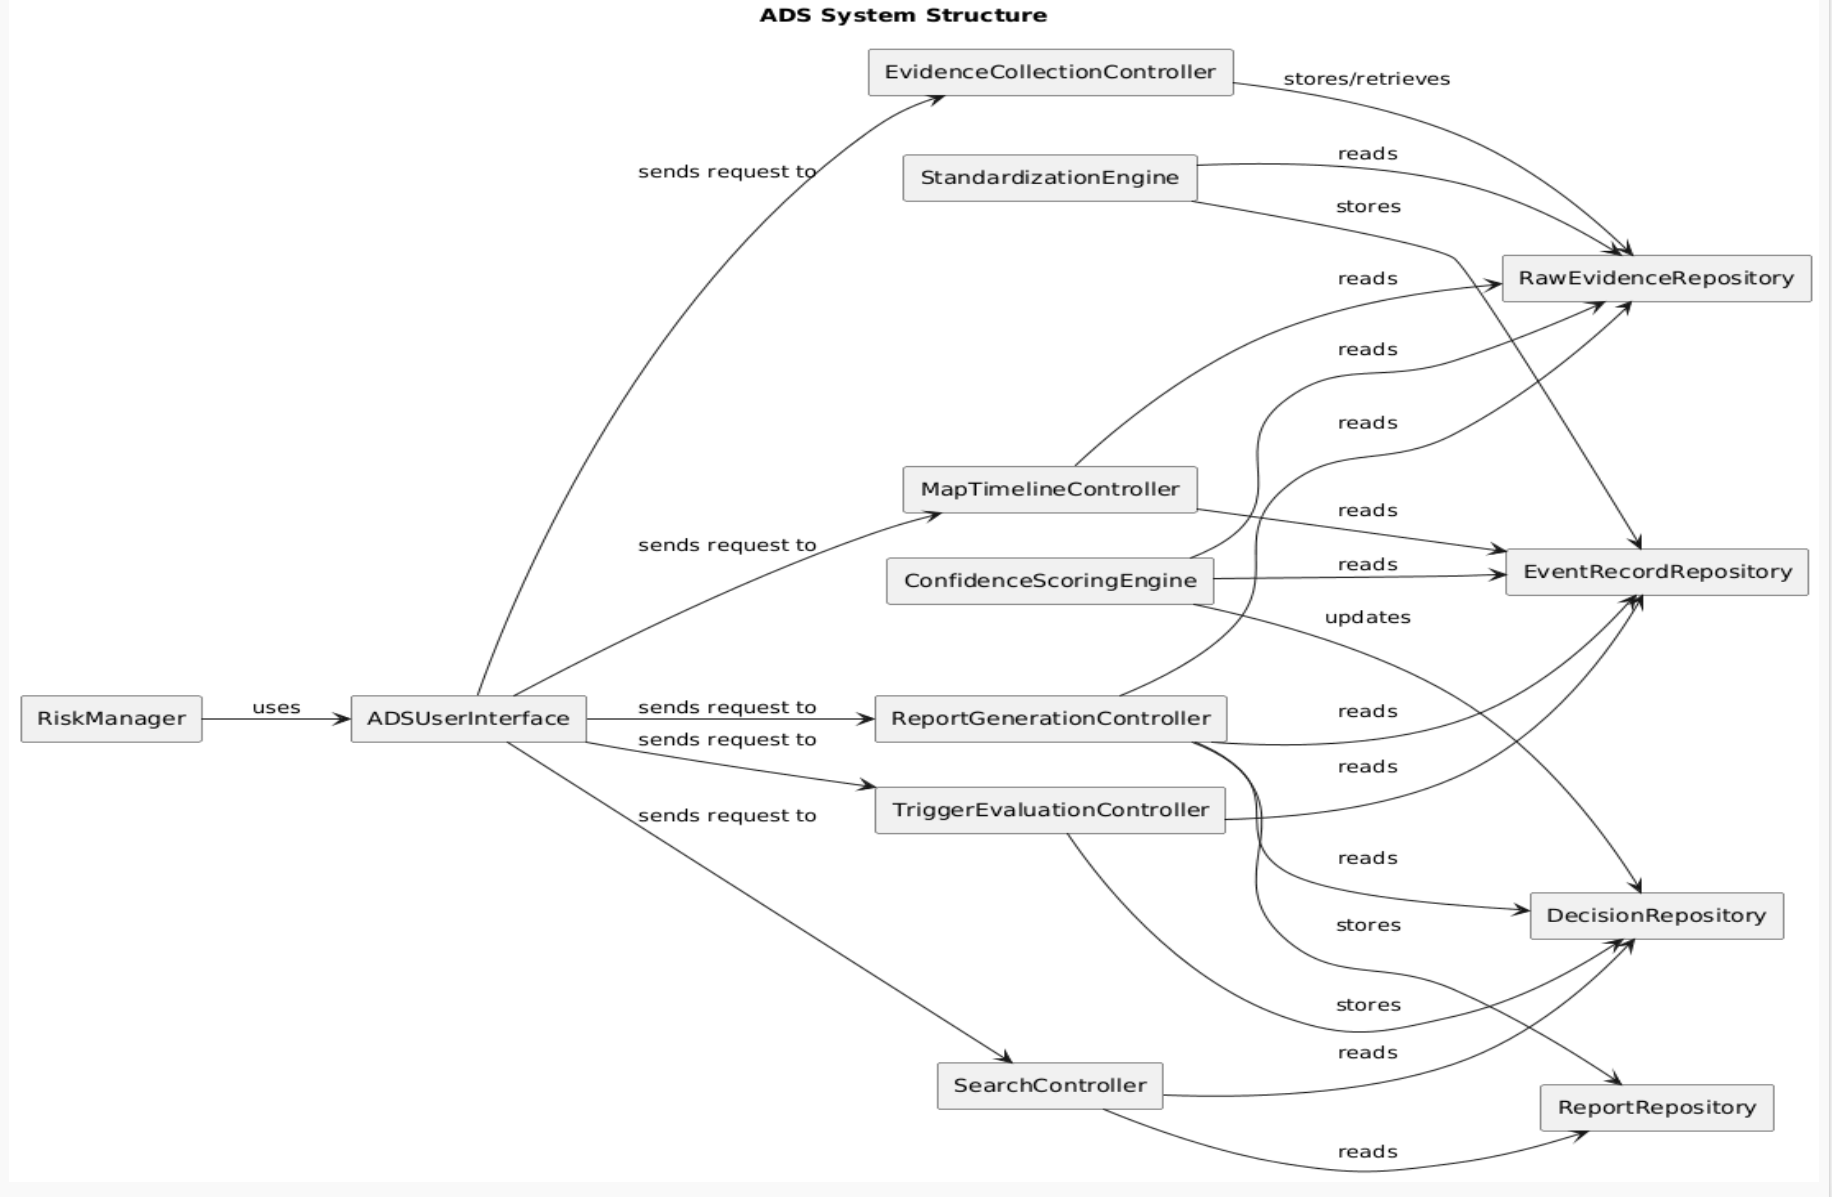 ADS System Structure
EvidenceCollectionController
stores/retrieves
sends request to
StandardizationEngine
reads
stores
RawEvidenceRepository
reads
reads
reads
MapTimelineController
reads
sends request to
ConfidenceScoringEngine
reads
EventRecordRepository
updates
RiskManager
uses
ADSUserInterface
sends request to
ReportGenerationController
reads
sends request to
reads
TriggerEvaluationController
sends request to
reads
stores
DecisionRepository
stores
reads
SearchController
ReportRepository
reads